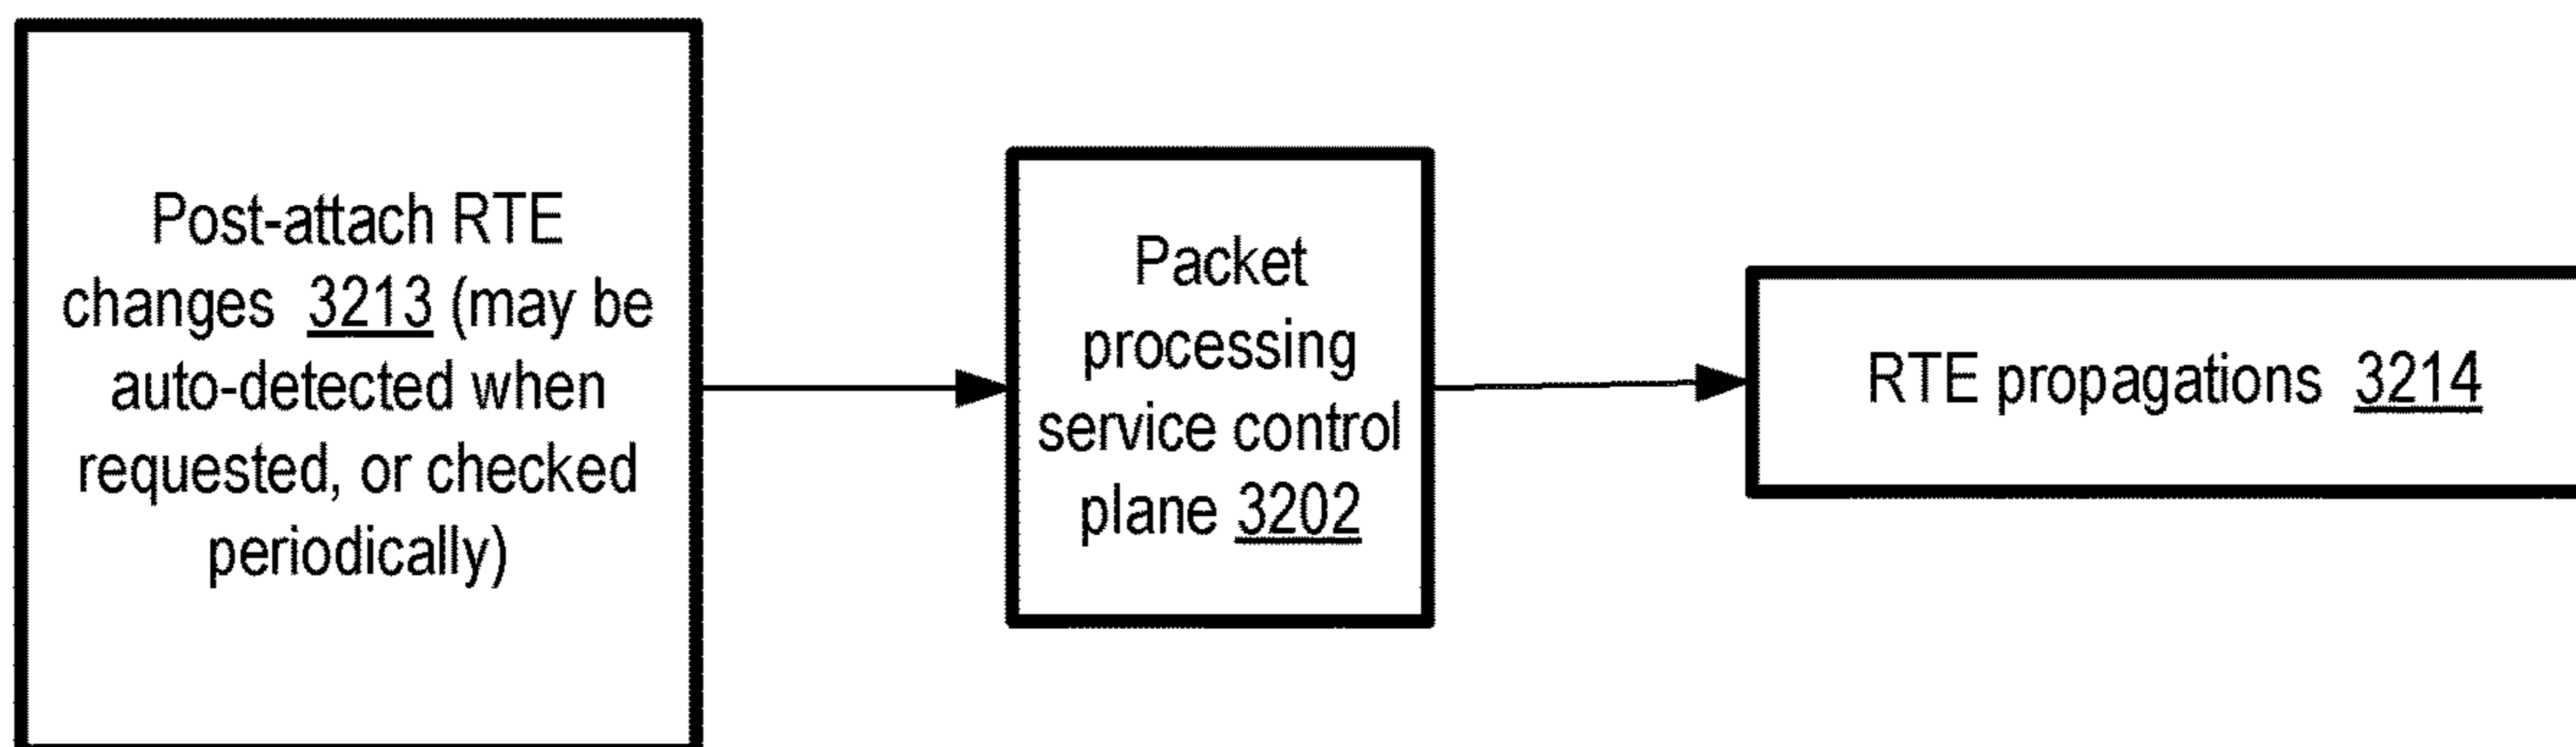 Post-attach RTE
changes 3213 (may be
auto-detected when
requested, or checked
periodically)
Packet
processing
service control
plane 3202
RTE propagations 3214